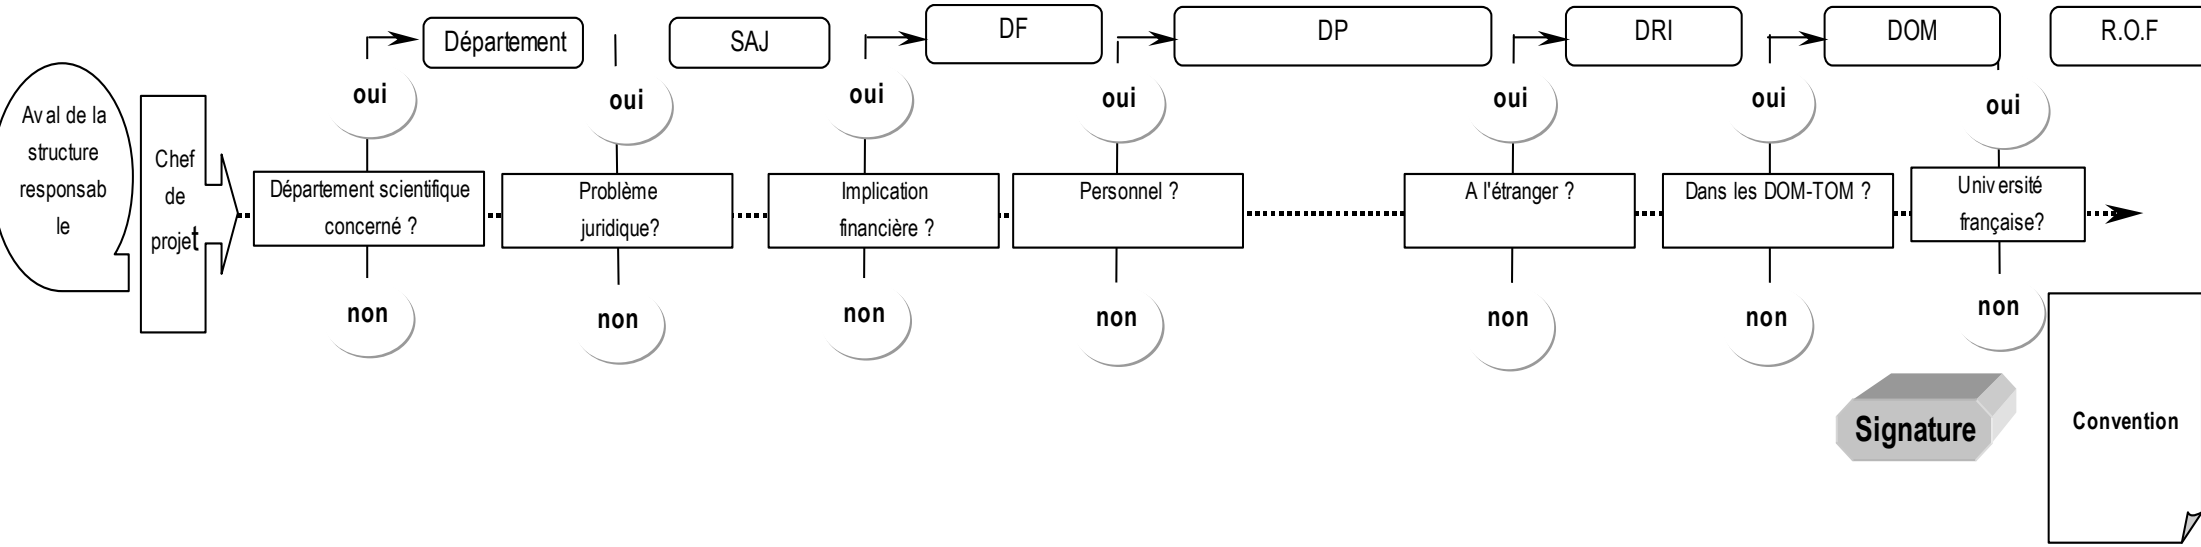 Département
SAJ
DF
DP
DRI
DOM
R.O.F
oui
oui
oui
oui
oui
oui
oui
Aval de la
structure
responsab
le
Chef
de
projet
Département scientifique
concerné ?
Problème
juridique?
Implication
financière ?
Personnel ?
A l'étranger ?
Dans les DOM-TOM ?
Université
française?
non
non
non
non
non
non
non
Signature
Convention